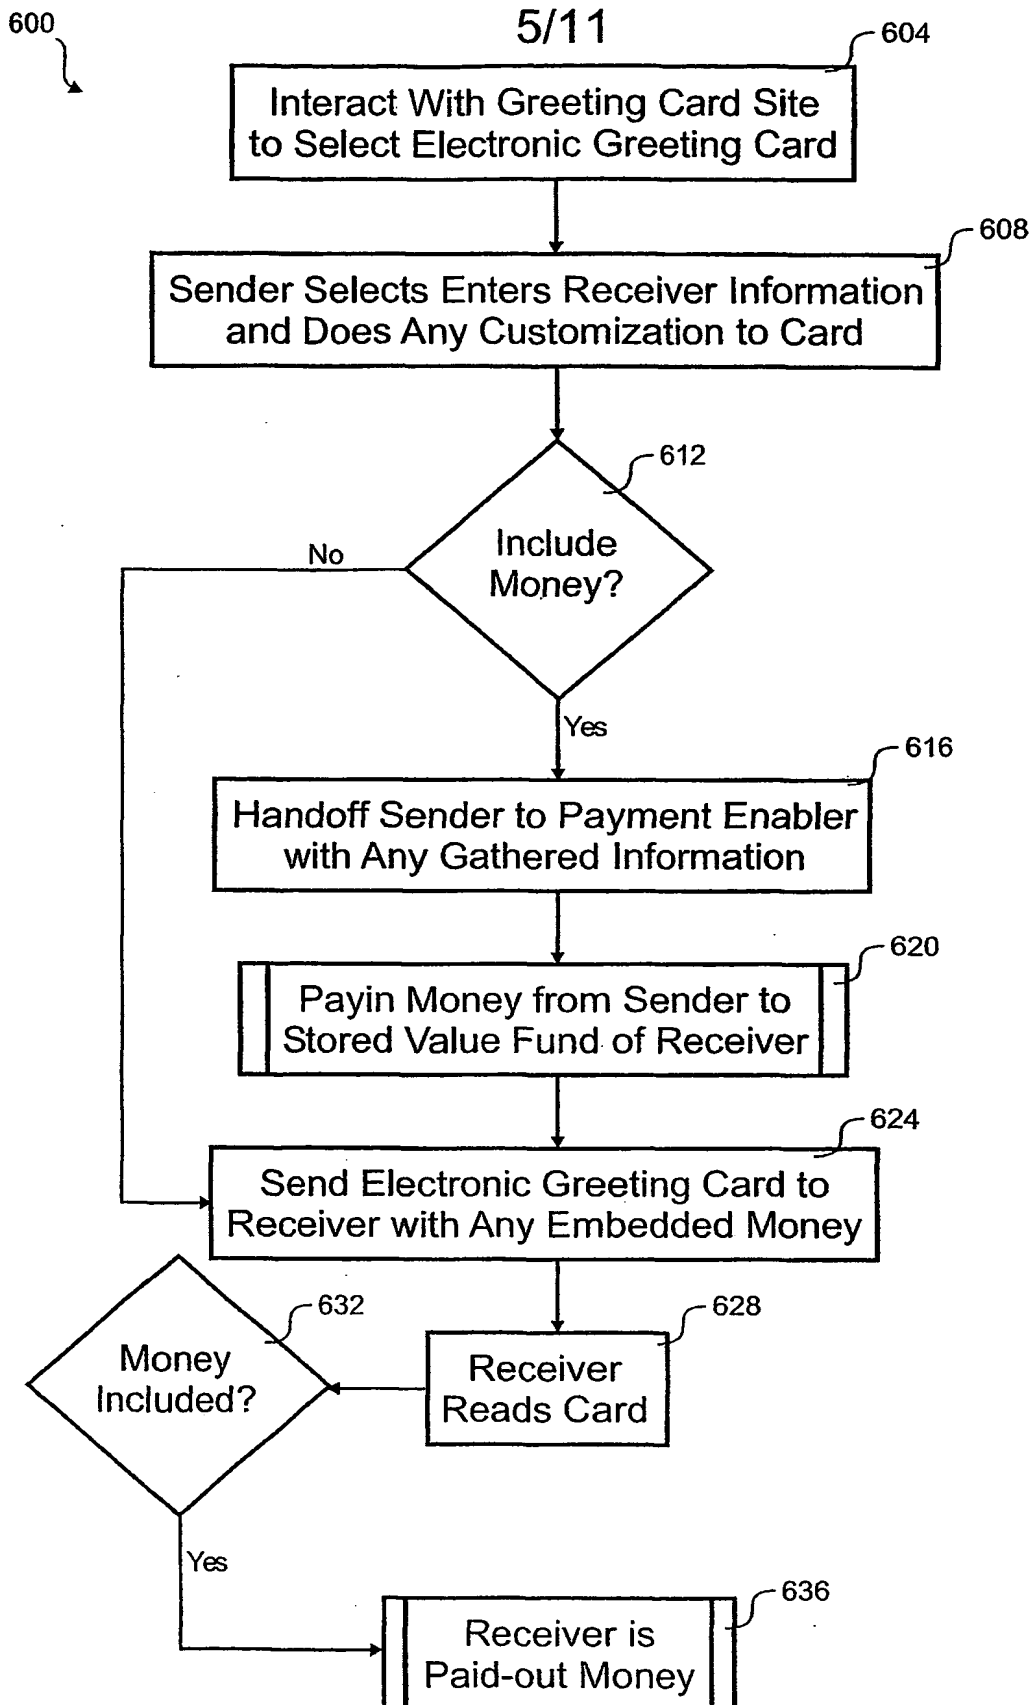 600
5/11
604
Interact With Greeting Card Site
to Select Electronic Greeting Card
608
Sender Selects Enters Receiver Information
and Does Any Customization to Card
612
Include
Money?
No
Yes
616
Handoff Sender to Payment Enabler
with Any Gathered Information
620
Payin Money from Sender to
Stored Value Fund of Receiver
624
Send Electronic Greeting Card to
Receiver with Any Embedded Money
628
Receiver
Reads Card
632
Money
Included?
Yes
636
Receiver is
Paid-out Money